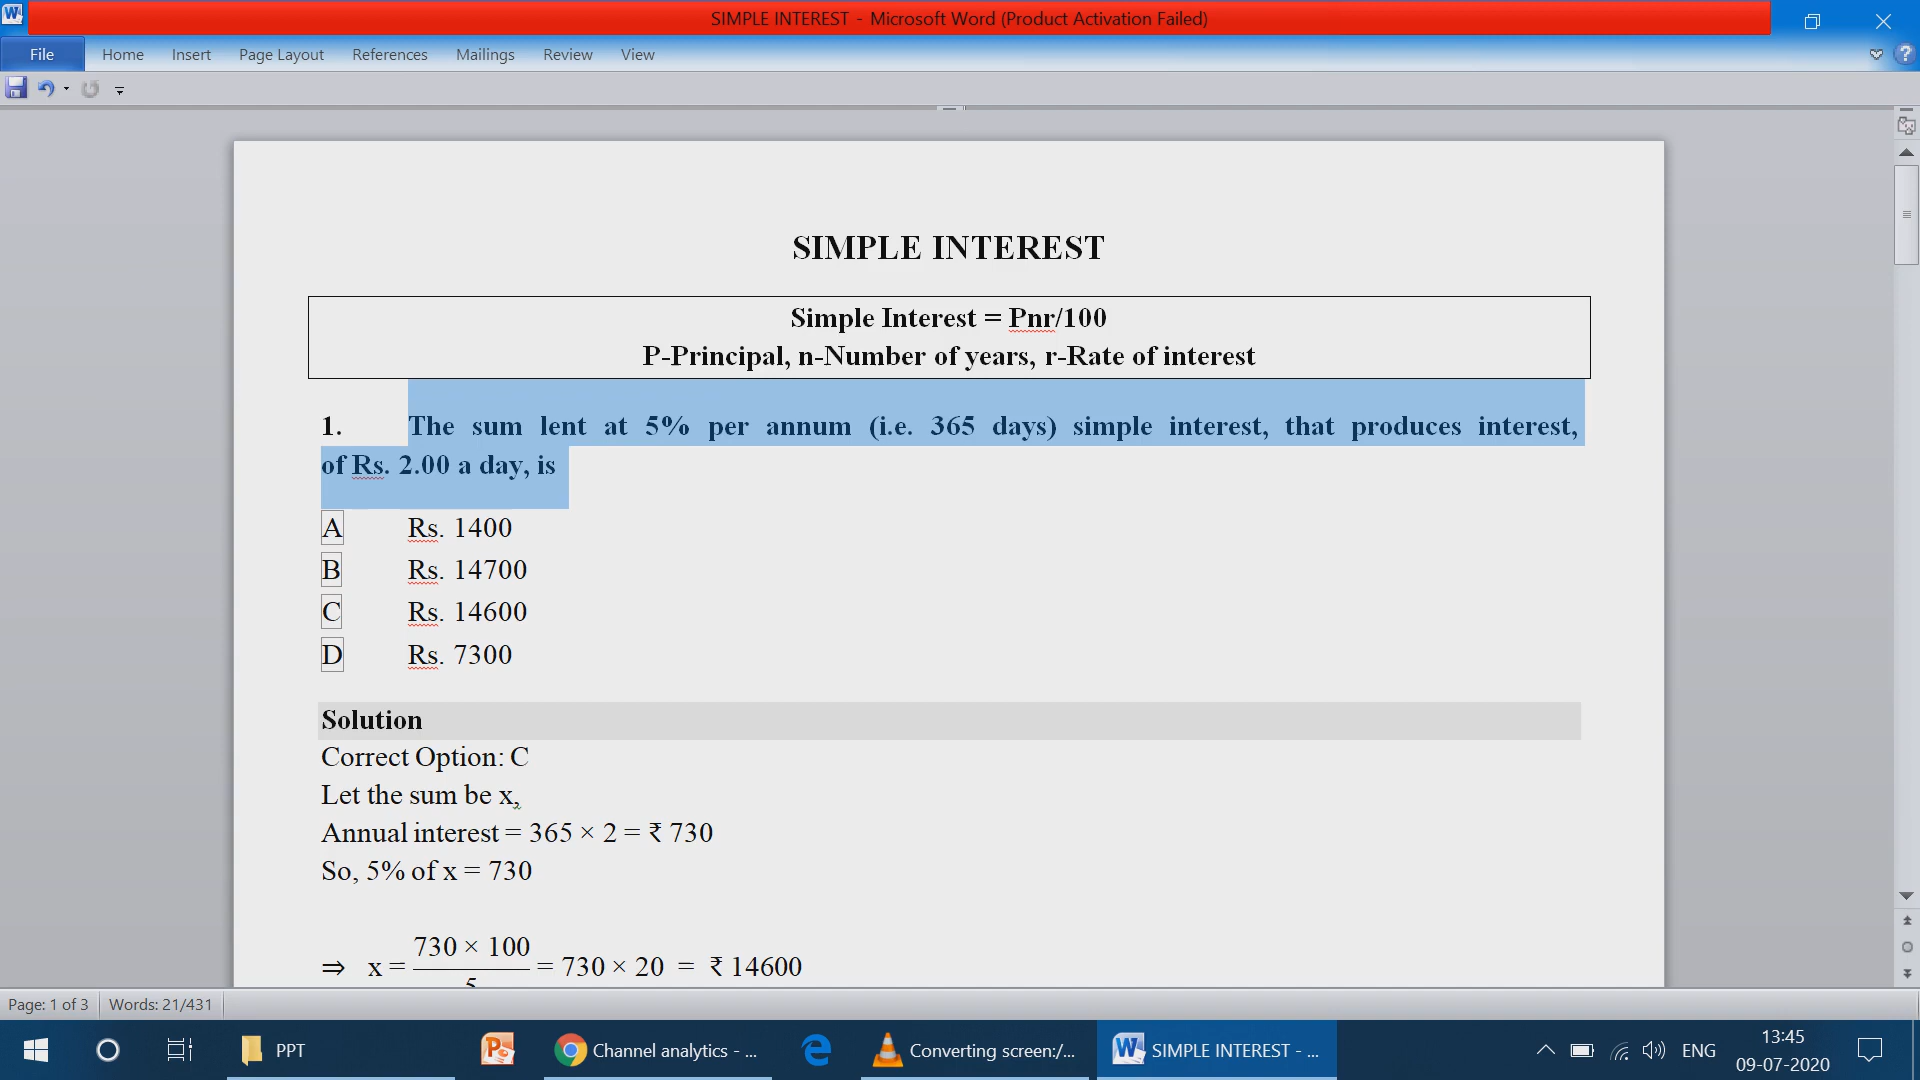 SIMPLE INTEREST - Microsoft Word (Product Activation Failed)
File Home Insert Page Layout References Mailings Review View
SIMPLE INTEREST
Simple Interest = Pnr/100
P-Principal, n-Number of years, r-Rate of interest
1. The sum lent at 5% per annum (i.e. 365 days) simple interest, that produces interest,
of Rs. 2.00 a day, is
A Rs. 1400
B Rs. 14700
C Rs. 14600
D Rs. 7300
Solution
Correct Option: C
Let the sum be x,
Annual interest = 365 × 2 = ₹ 730
So, 5% of x = 730
730 × 100
⇒ x = = 730 × 20 = ₹ 14600
5
Page: 1 of 3 Words: 21/431
PPT Channel analytics - ... Converting screen:/... SIMPLE INTEREST - ... ENG 13:45
09-07-2020